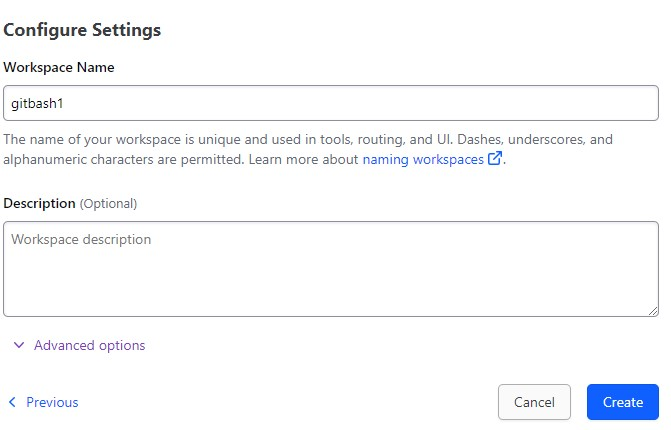 Configure Settings
Workspace Name
gitbash1
The name of your workspace is unique and used in tools, routing, and UI. Dashes, underscores, and
alphanumeric characters are permitted. Learn more about naming workspaces.
Description (Optional)
Workspace description
Advanced options
Previous
Cancel
Create